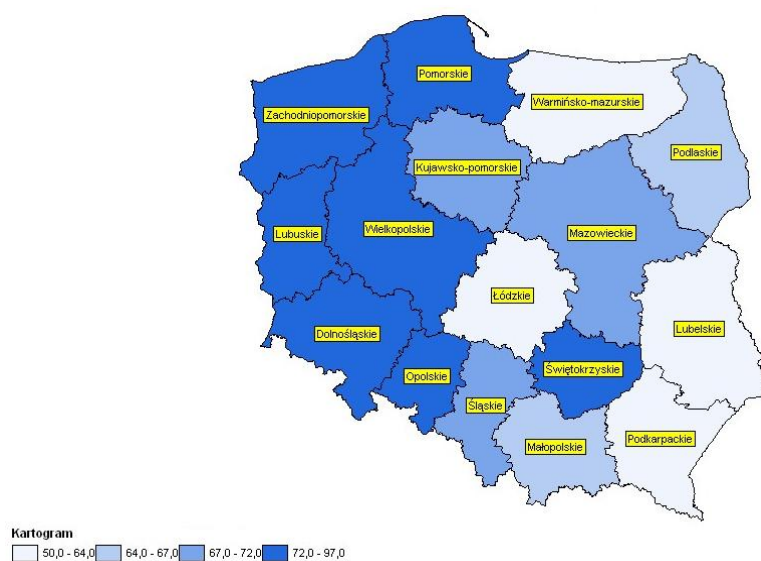 Pomorskie
Warmińsko-mazurskie
Zachodniopomorskie
Podlaskie
Kujawsko-pomorskie
Lubuskie
Wielkopolskie
Mazowieckie
Łódzkie
Dolnośląskie
Lubelskie
Opolskie
Świętokrzyskie
Śląskie
Małopolskie
Podkarpackie
Kartogram
50,0 - 64,0 64,0 - 67,0 67,0 - 72,0 72,0 - 97,0